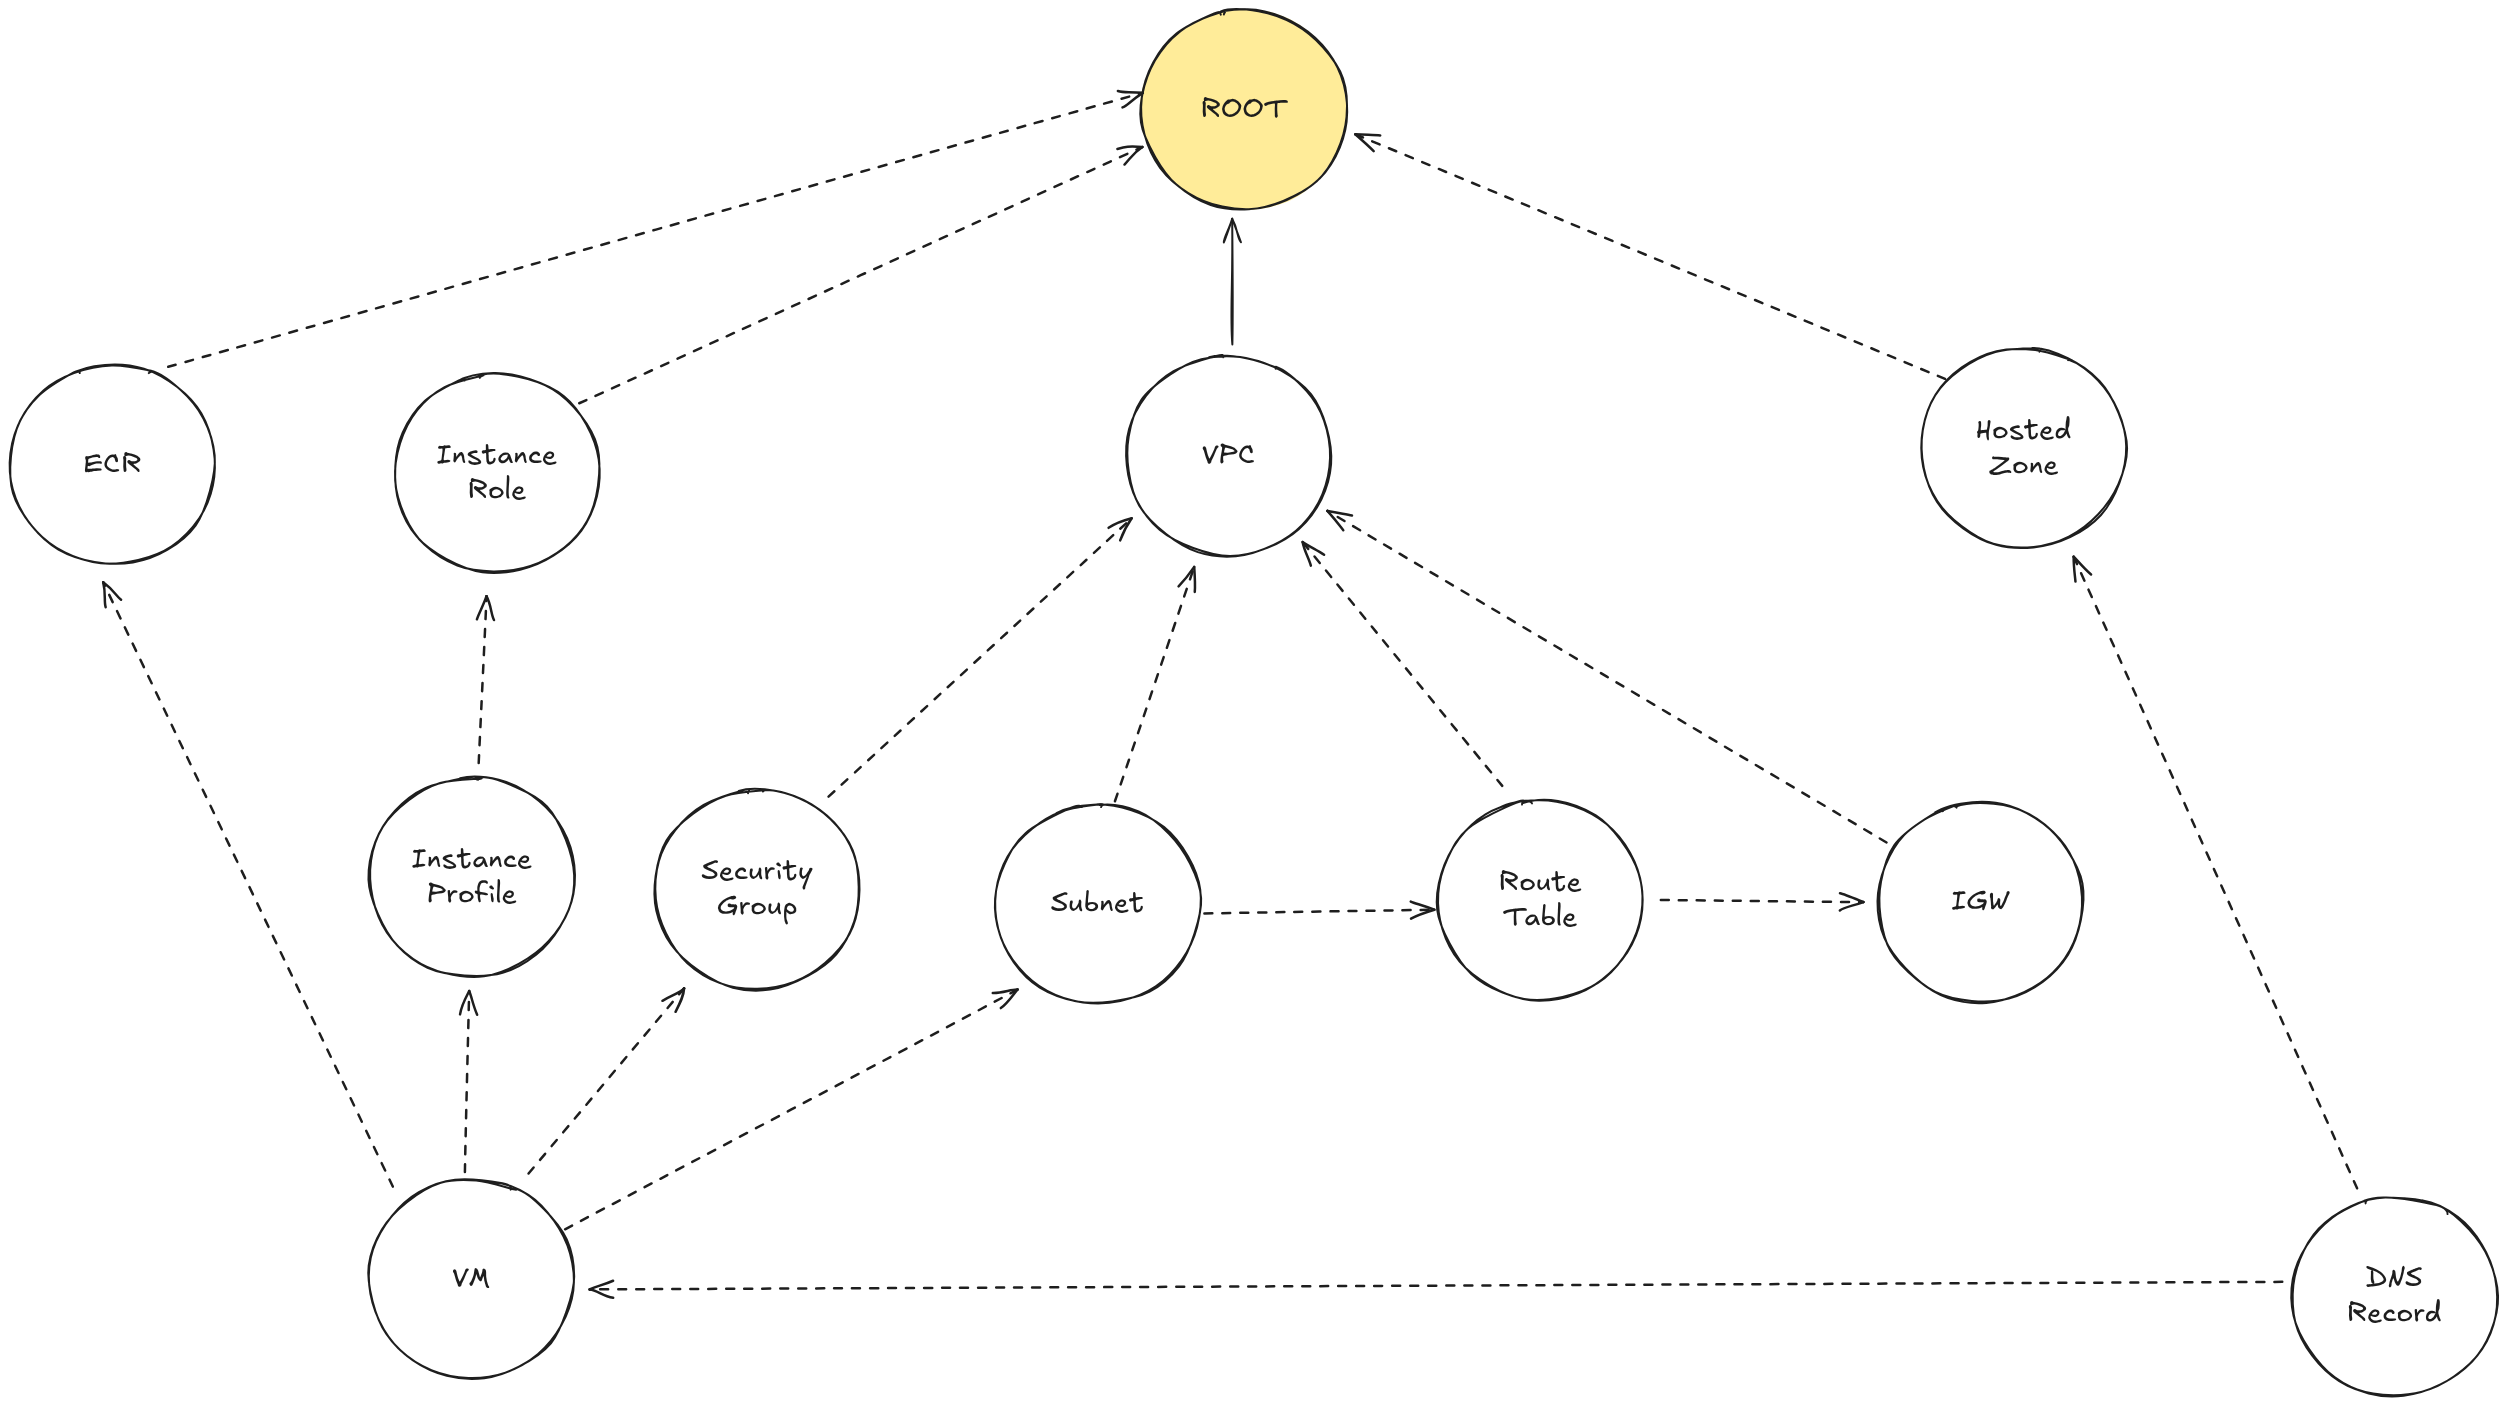 ROOT
ECR
Instance
Role
VPC
Hosted
Zone
Instance
Profile
Security
Group
Subnet
Route
Table
IGW
VM
DNS
Record